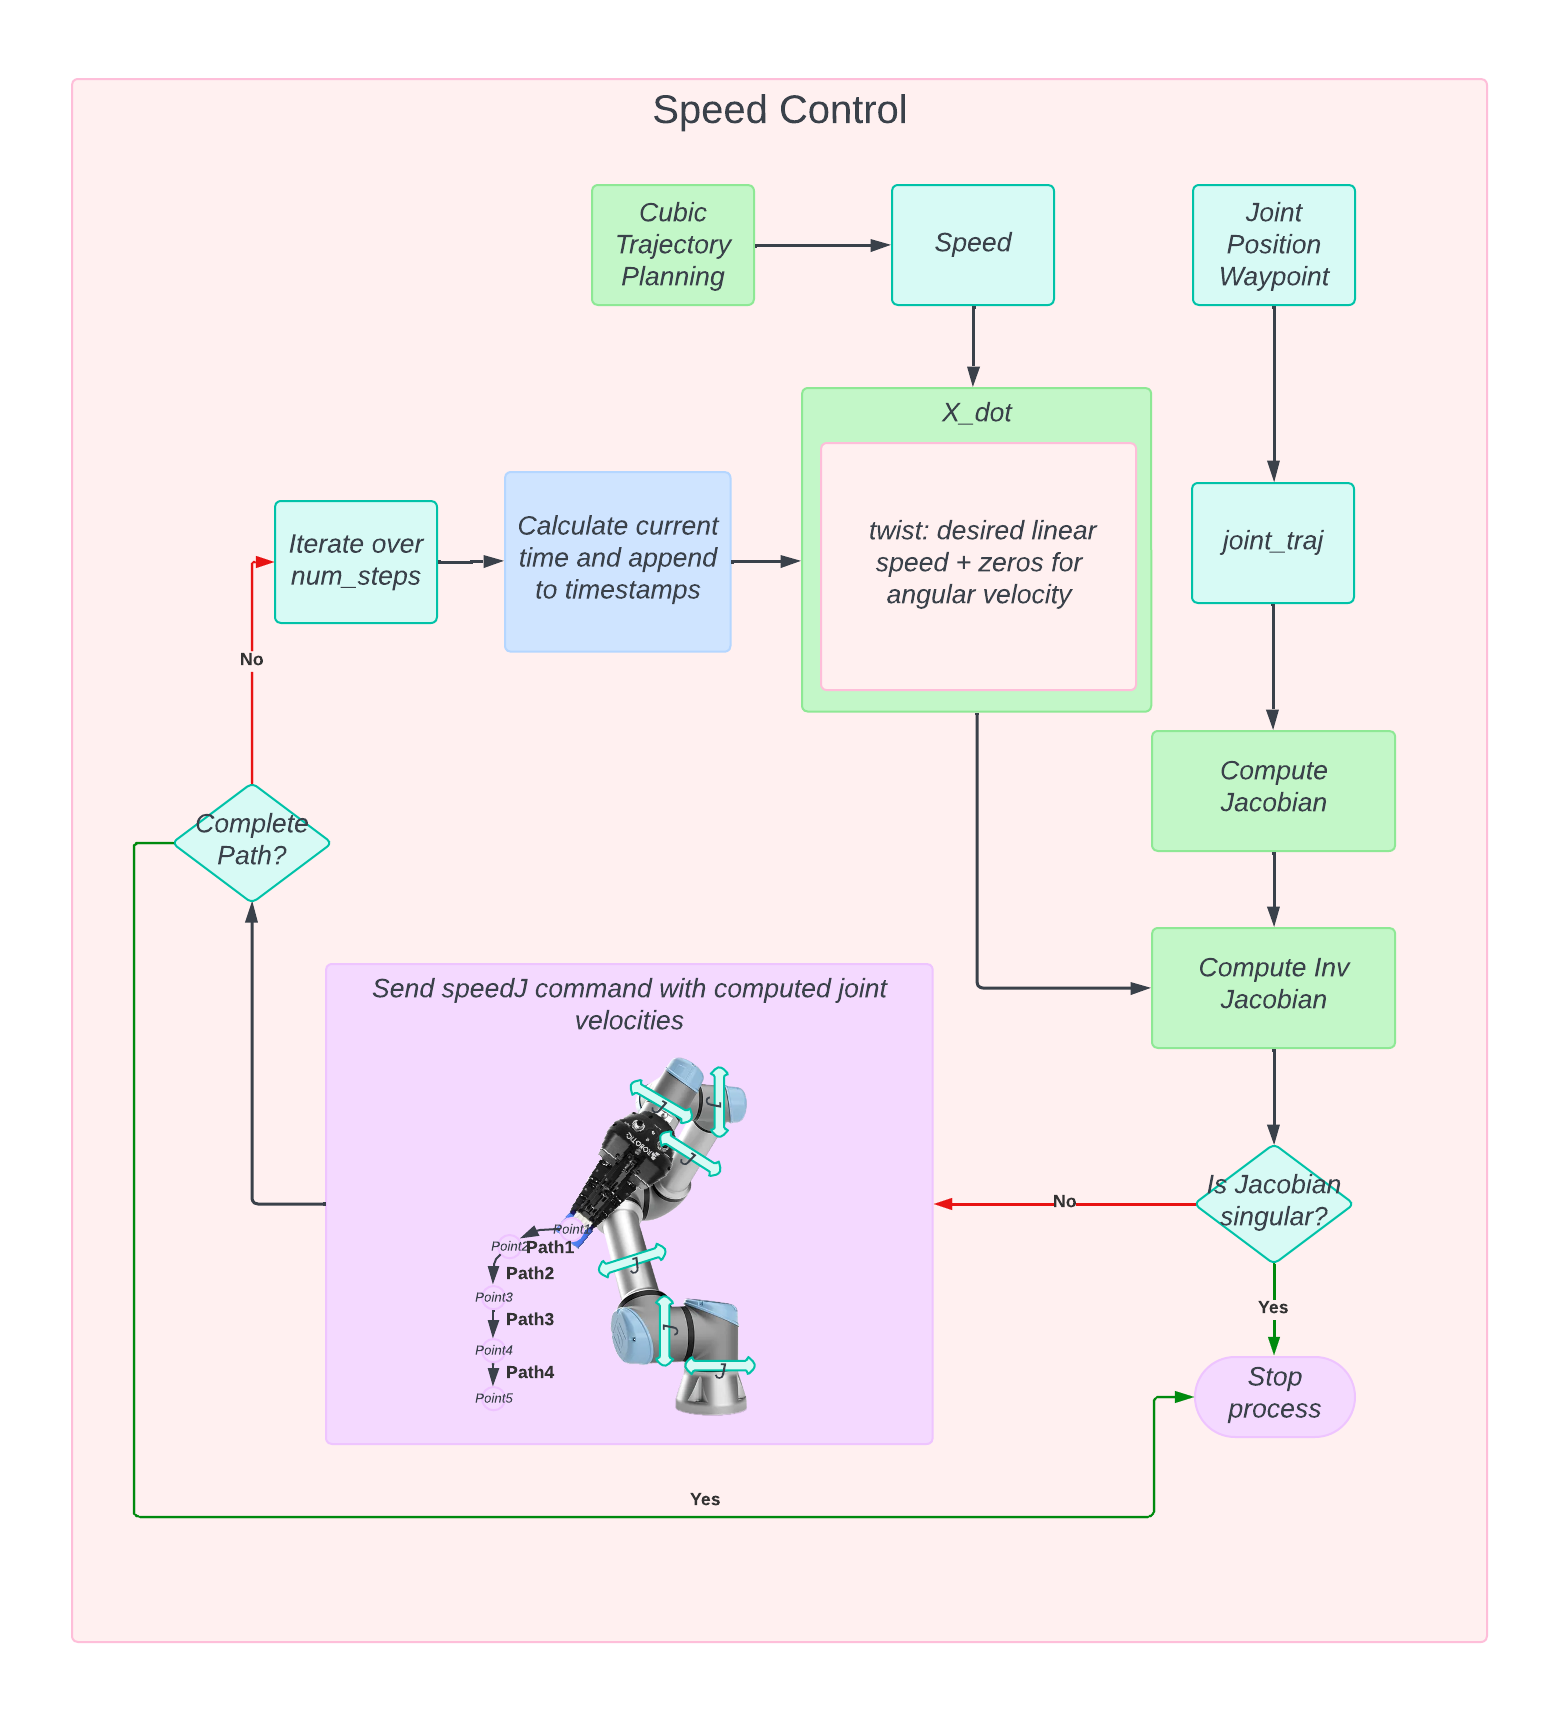 Speed Control
Cubic
Trajectory
Planning
Speed
Joint
Position
Waypoint
X_dot
twist: desired linear
speed + zeros for
angular velocity
Iterate over
num_steps
Calculate current
time and append
to timestamps
joint_traj
No
Compute
Jacobian
Complete
Path?
Compute Inv
Jacobian
Send speedJ command with computed joint
velocities
J
J
J
ROBOTIQ
Is Jacobian
singular?
No
Point1
Point2
Path1
J
Path2
Point3
Path3
J
Point4
Path4
J
Point5
Yes
Stop
process
Yes